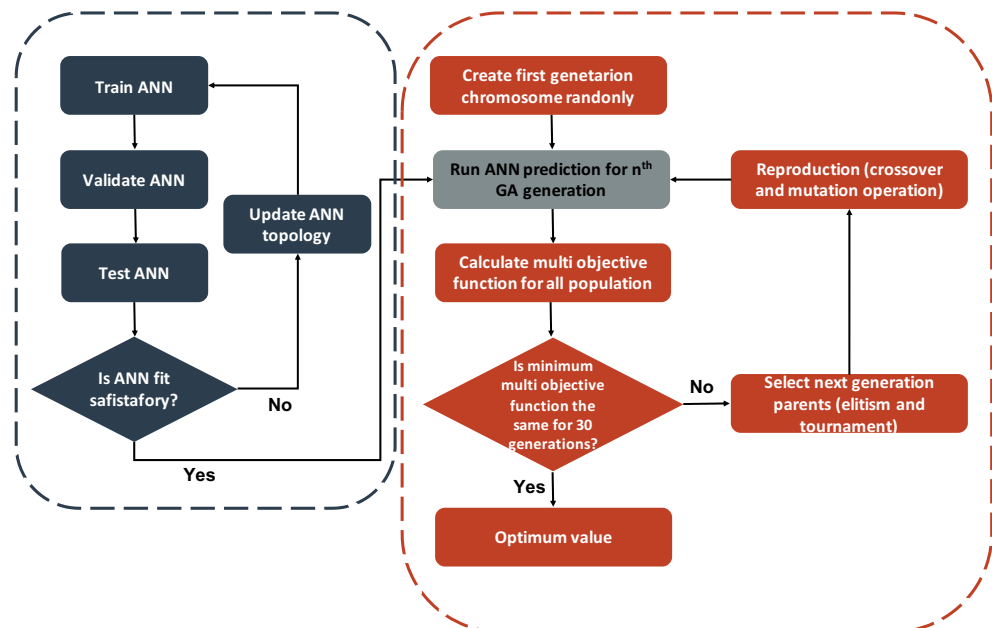 Train ANN
Validate ANN
Update ANN
topology
Test ANN
Is ANN fit
safistafory?
No
Yes
Create first genetarion
chromosome randonly
Run ANN prediction for nth
GA generation
Reproduction (crossover
and mutation operation)
Calculate multi objective
function for all population
Is minimum
multi objective
function the
same for 30
generations?
No
Select next generation
parents (elitism and
tournament)
Yes
Optimum value